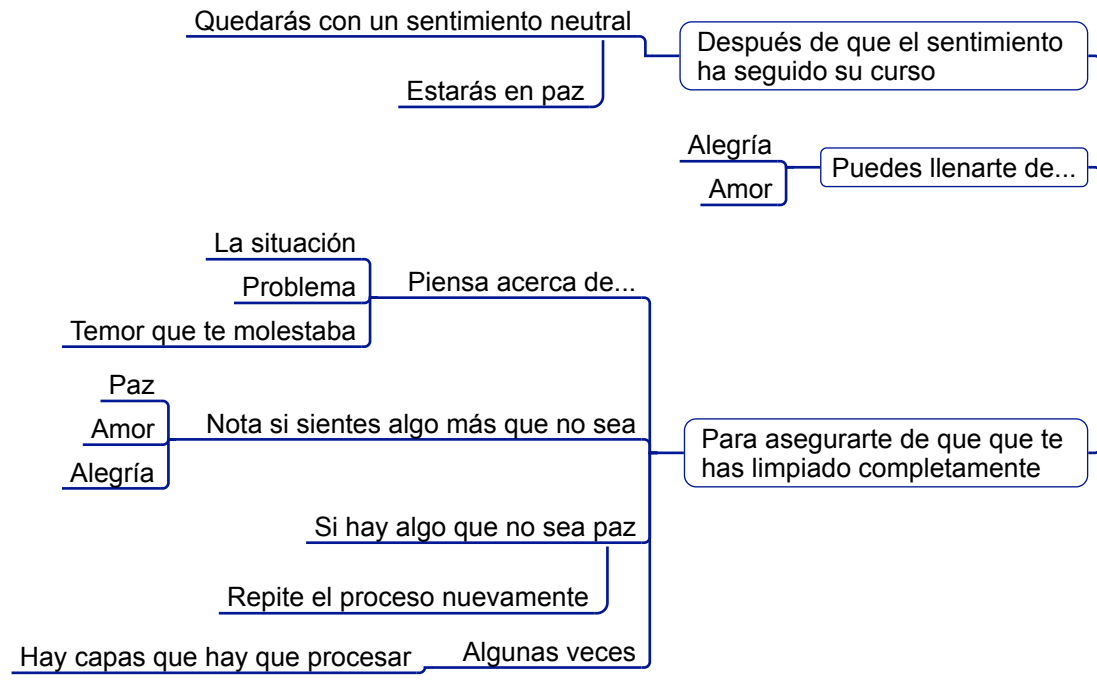 Quedarás con un sentimiento neutral
Estarás en paz
Después de que el sentimiento
ha seguido su curso
Alegría
Amor
Puedes llenarte de...
La situación
Problema
Temor que te molestaba
Piensa acerca de...
Paz
Amor
Alegría
Nota si sientes algo más que no sea
Si hay algo que no sea paz
Repite el proceso nuevamente
Hay capas que hay que procesar
Algunas veces
Para asegurarte de que que te
has limpiado completamente